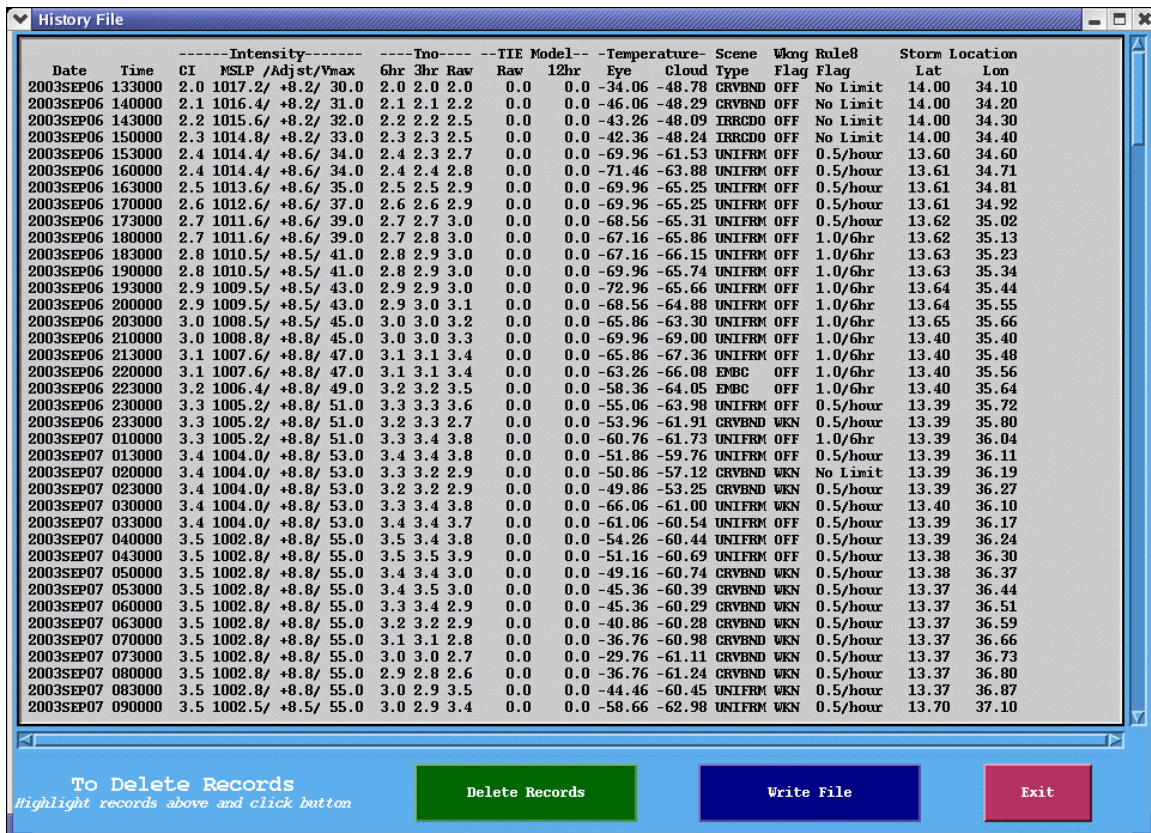 History File
------Intensity------- ----Tno---- --TIE Model-- -Temperature- Scene Wkng Rule8 Storm Location
Date Time CI MSLP /Adjst/Vmax 6hr 3hr Raw Raw 12hr Eye Cloud Type Flag Flag Lat Lon
2003SEP06 133000 2.0 1017.2/ +8.2/ 30.0 2.0 2.0 2.0 0.0 0.0 -34.06 -48.78 CRVBND OFF No Limit 14.00 34.10
2003SEP06 140000 2.1 1016.4/ +8.2/ 31.0 2.1 2.1 2.2 0.0 0.0 -46.06 -48.29 CRVBND OFF No Limit 14.00 34.20
2003SEP06 143000 2.2 1015.6/ +8.2/ 32.0 2.2 2.2 2.5 0.0 0.0 -43.26 -48.09 IRRCDO OFF No Limit 14.00 34.30
2003SEP06 150000 2.3 1014.8/ +8.2/ 33.0 2.3 2.3 2.5 0.0 0.0 -42.36 -48.24 IRRCDO OFF No Limit 14.00 34.40
2003SEP06 153000 2.4 1014.4/ +8.6/ 34.0 2.4 2.3 2.7 0.0 0.0 -69.96 -61.53 UNIFRM OFF 0.5/hour 13.60 34.60
2003SEP06 160000 2.4 1014.4/ +8.6/ 34.0 2.4 2.4 2.8 0.0 0.0 -71.46 -63.88 UNIFRM OFF 0.5/hour 13.61 34.71
2003SEP06 163000 2.5 1013.6/ +8.6/ 35.0 2.5 2.5 2.9 0.0 0.0 -69.96 -65.25 UNIFRM OFF 0.5/hour 13.61 34.81
2003SEP06 170000 2.6 1012.6/ +8.6/ 37.0 2.6 2.6 2.9 0.0 0.0 -69.96 -65.25 UNIFRM OFF 0.5/hour 13.61 34.92
2003SEP06 173000 2.7 1011.6/ +8.6/ 39.0 2.7 2.7 3.0 0.0 0.0 -68.56 -65.31 UNIFRM OFF 0.5/hour 13.62 35.02
2003SEP06 180000 2.7 1011.6/ +8.6/ 39.0 2.7 2.8 3.0 0.0 0.0 -67.16 -65.86 UNIFRM OFF 1.0/6hr 13.62 35.13
2003SEP06 183000 2.8 1010.5/ +8.5/ 41.0 2.8 2.9 3.0 0.0 0.0 -67.16 -66.15 UNIFRM OFF 1.0/6hr 13.63 35.23
2003SEP06 190000 2.8 1010.5/ +8.5/ 41.0 2.8 2.9 3.0 0.0 0.0 -69.96 -65.74 UNIFRM OFF 1.0/6hr 13.63 35.34
2003SEP06 193000 2.9 1009.5/ +8.5/ 43.0 2.9 2.9 3.0 0.0 0.0 -72.96 -65.66 UNIFRM OFF 1.0/6hr 13.64 35.44
2003SEP06 200000 2.9 1009.5/ +8.5/ 43.0 2.9 3.0 3.1 0.0 0.0 -68.56 -64.88 UNIFRM OFF 1.0/6hr 13.64 35.55
2003SEP06 203000 3.0 1008.5/ +8.5/ 45.0 3.0 3.0 3.2 0.0 0.0 -65.86 -63.30 UNIFRM OFF 1.0/6hr 13.65 35.66
2003SEP06 210000 3.0 1008.8/ +8.8/ 45.0 3.0 3.0 3.3 0.0 0.0 -69.96 -69.00 UNIFRM OFF 1.0/6hr 13.40 35.40
2003SEP06 213000 3.1 1007.6/ +8.8/ 47.0 3.1 3.1 3.4 0.0 0.0 -65.86 -67.36 UNIFRM OFF 1.0/6hr 13.40 35.48
2003SEP06 220000 3.1 1007.6/ +8.8/ 47.0 3.1 3.1 3.4 0.0 0.0 -63.26 -66.08 EMBC OFF 1.0/6hr 13.40 35.56
2003SEP06 223000 3.2 1006.4/ +8.8/ 49.0 3.2 3.2 3.5 0.0 0.0 -58.36 -64.05 EMBC OFF 1.0/6hr 13.40 35.64
2003SEP06 230000 3.3 1005.2/ +8.8/ 51.0 3.3 3.3 3.6 0.0 0.0 -55.06 -63.98 UNIFRM OFF 0.5/hour 13.39 35.72
2003SEP06 233000 3.3 1005.2/ +8.8/ 51.0 3.2 3.3 2.7 0.0 0.0 -53.96 -61.91 CRVBND WKN 0.5/hour 13.39 35.80
2003SEP07 010000 3.3 1005.2/ +8.8/ 51.0 3.3 3.4 3.8 0.0 0.0 -60.76 -61.73 UNIFRM OFF 1.0/6hr 13.39 36.04
2003SEP07 013000 3.4 1004.0/ +8.8/ 53.0 3.4 3.4 3.8 0.0 0.0 -51.86 -59.76 UNIFRM OFF 0.5/hour 13.39 36.11
2003SEP07 020000 3.4 1004.0/ +8.8/ 53.0 3.3 3.2 2.9 0.0 0.0 -50.86 -57.12 CRVBND WKN No Limit 13.39 36.19
2003SEP07 023000 3.4 1004.0/ +8.8/ 53.0 3.2 3.2 2.9 0.0 0.0 -49.86 -53.25 CRVBND WKN 0.5/hour 13.39 36.27
2003SEP07 030000 3.4 1004.0/ +8.8/ 53.0 3.3 3.4 3.8 0.0 0.0 -66.06 -61.00 UNIFRM WKN 0.5/hour 13.40 36.10
2003SEP07 033000 3.4 1004.0/ +8.8/ 53.0 3.4 3.4 3.7 0.0 0.0 -61.06 -60.54 UNIFRM OFF 0.5/hour 13.39 36.17
2003SEP07 040000 3.5 1002.8/ +8.8/ 55.0 3.5 3.4 3.8 0.0 0.0 -54.26 -60.44 UNIFRM OFF 0.5/hour 13.39 36.24
2003SEP07 043000 3.5 1002.8/ +8.8/ 55.0 3.5 3.5 3.9 0.0 0.0 -51.16 -60.69 UNIFRM OFF 0.5/hour 13.38 36.30
2003SEP07 050000 3.5 1002.8/ +8.8/ 55.0 3.4 3.4 3.0 0.0 0.0 -49.16 -60.74 CRVBND WKN 0.5/hour 13.38 36.37
2003SEP07 053000 3.5 1002.8/ +8.8/ 55.0 3.4 3.5 3.0 0.0 0.0 -45.36 -60.39 CRVBND WKN 0.5/hour 13.37 36.44
2003SEP07 060000 3.5 1002.8/ +8.8/ 55.0 3.3 3.4 2.9 0.0 0.0 -45.36 -60.29 CRVBND WKN 0.5/hour 13.37 36.51
2003SEP07 063000 3.5 1002.8/ +8.8/ 55.0 3.2 3.2 2.9 0.0 0.0 -40.86 -60.28 CRVBND WKN 0.5/hour 13.37 36.59
2003SEP07 070000 3.5 1002.8/ +8.8/ 55.0 3.1 3.1 2.8 0.0 0.0 -36.76 -60.98 CRVBND WKN 0.5/hour 13.37 36.66
2003SEP07 073000 3.5 1002.8/ +8.8/ 55.0 3.0 3.0 2.7 0.0 0.0 -29.76 -61.11 CRVBND WKN 0.5/hour 13.37 36.73
2003SEP07 080000 3.5 1002.8/ +8.8/ 55.0 2.9 2.8 2.6 0.0 0.0 -36.76 -61.24 CRVBND WKN 0.5/hour 13.37 36.80
2003SEP07 083000 3.5 1002.8/ +8.8/ 55.0 3.0 2.9 3.5 0.0 0.0 -44.46 -60.45 UNIFRM WKN 0.5/hour 13.37 36.87
2003SEP07 090000 3.5 1002.5/ +8.5/ 55.0 3.0 2.9 3.4 0.0 0.0 -58.66 -62.98 UNIFRM WKN 0.5/hour 13.70 37.10
To Delete Records
Highlight records above and click button
Delete Records
Write File
Exit